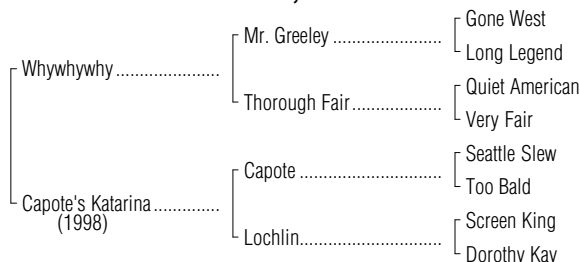 Gone West
Mr. Greeley
Long Legend
Whywhywhy
Quiet American
Thorough Fair
Very Fair
Seattle Slew
Capote
Too Bald
Capote's Katarina
(1998)
Screen King
Lochlin
Dorothy Kay